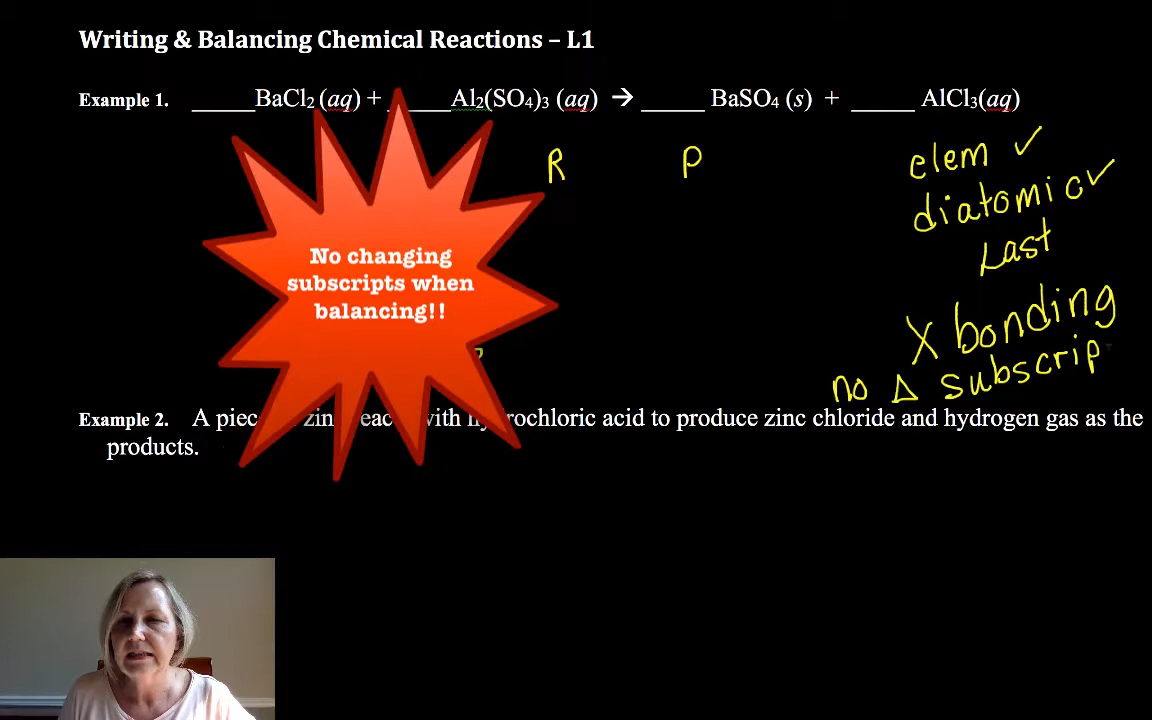 Writing & Balancing Chemical Reactions – L1
Example 1. _____BaCl2 (aq) + _____Al2(SO4)3 (aq) → _____ BaSO4 (s) + _____ AlCl3(aq)
R P
elem ✓
diatomic ✓
Last
No changing
subscripts when
balancing!!
X bonding
no Δ subscrip
Example 2. A piec zin eac with rochloric acid to produce zinc chloride and hydrogen gas as the
products.